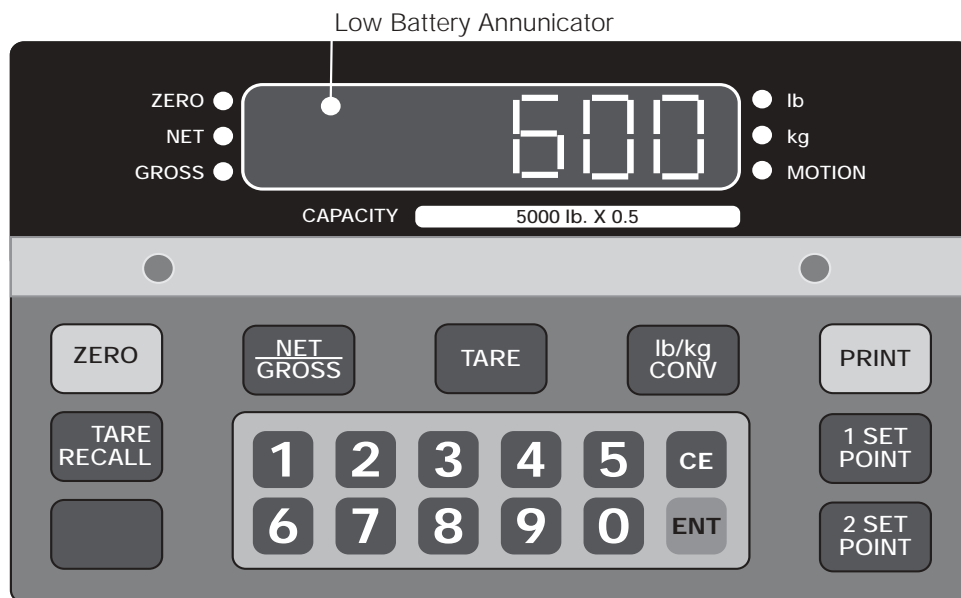 Low Battery Annunicator
ZERO
NET
GROSS
600
lb
kg
MOTION
CAPACITY 5000 lb. X 0.5
ZERO
NET
GROSS
TARE
lb/kg
CONV
PRINT
TARE
RECALL
1 2 3 4 5 CE
6 7 8 9 0 ENT
1 SET
POINT
2 SET
POINT